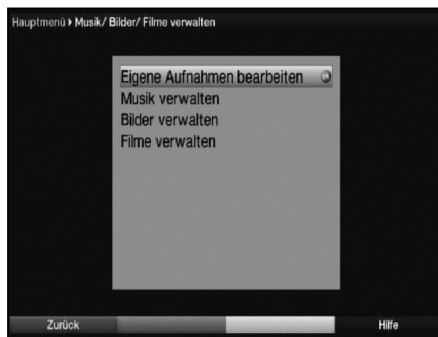 Hauptmenü ▸ Musik/ Bilder/ Filme verwalten
Eigene Aufnahmen bearbeiten
Musik verwalten
Bilder verwalten
Filme verwalten
Zurück Hilfe